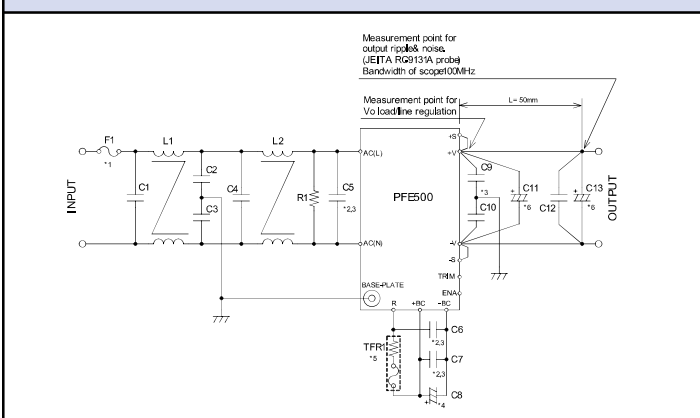 Measurement point for
output ripple& noise.
(JEITA RC9131A probe)
Bandwidth of scope100MHz
Measurement point for
Vo load/line regulation
L= 50mm
F1
*1
L1
L2
C1
C2
C3
C4
R1
C5
*2,3
INPUT
AC(L)
AC(N)
PFE500
+S
+V
-V
-S
TRIM
ENA
BASE-PLATE
R
+BC
-BC
C9
*3
C10
C11
*6
C12
C13
*6
OUTPUT
C6
*2,3
C7
*2,3
C8
*4
TFR1
*5